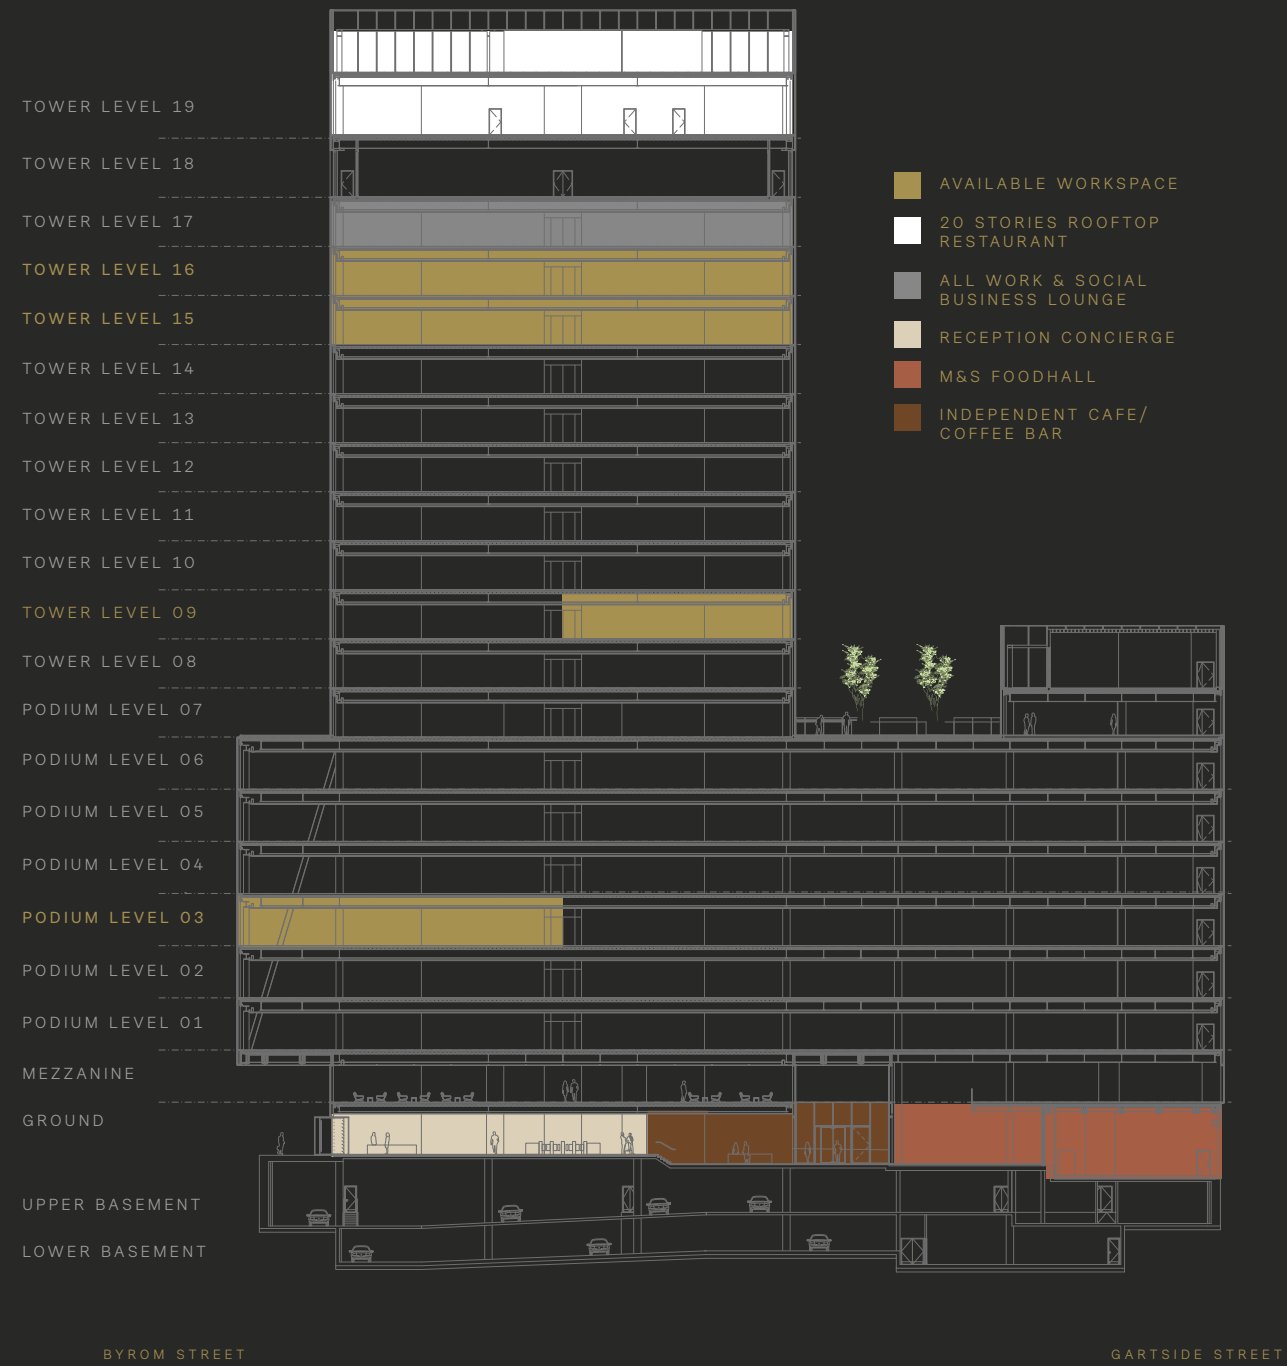 TOWER LEVEL 19
TOWER LEVEL 18
TOWER LEVEL 17
TOWER LEVEL 16
TOWER LEVEL 15
TOWER LEVEL 14
TOWER LEVEL 13
TOWER LEVEL 12
TOWER LEVEL 11
TOWER LEVEL 10
TOWER LEVEL 09
TOWER LEVEL 08
PODIUM LEVEL 07
PODIUM LEVEL 06
PODIUM LEVEL 05
PODIUM LEVEL 04
PODIUM LEVEL 03
PODIUM LEVEL 02
PODIUM LEVEL 01
MEZZANINE
GROUND
UPPER BASEMENT
LOWER BASEMENT
AVAILABLE WORKSPACE
20 STORIES ROOFTOP
RESTAURANT
ALL WORK & SOCIAL
BUSINESS LOUNGE
RECEPTION CONCIERGE
M&S FOODHALL
INDEPENDENT CAFE/
COFFEE BAR
BYROM STREET
GARTSIDE STREET